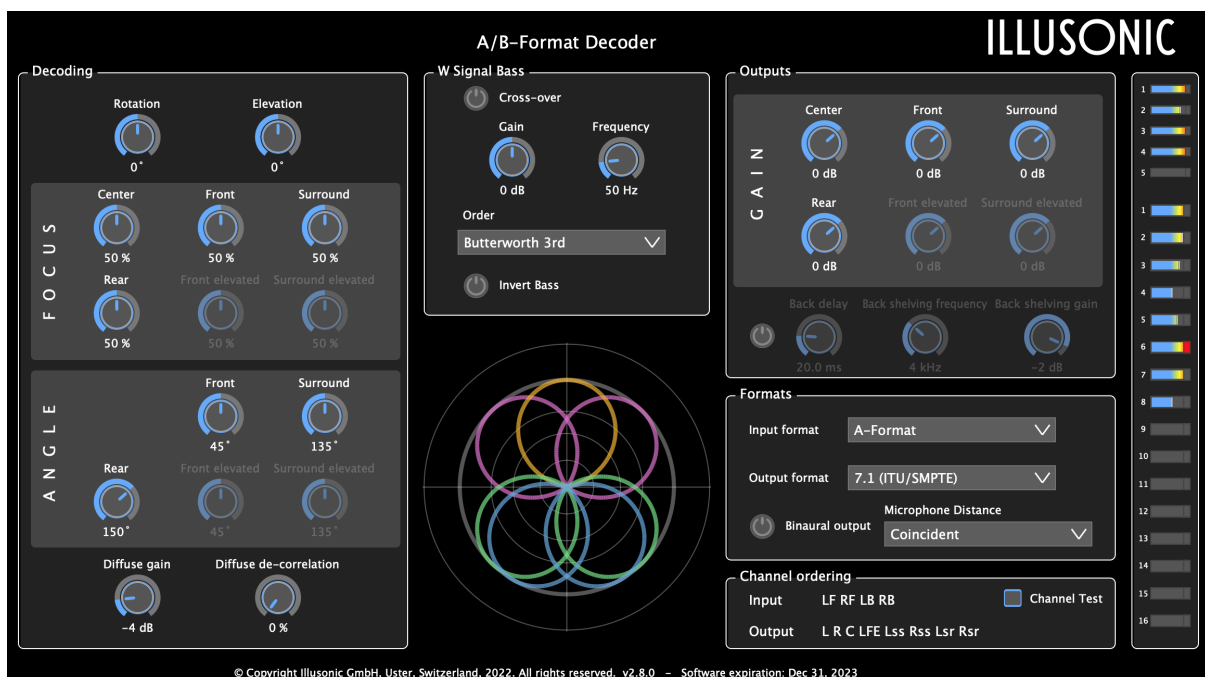 A/B-Format Decoder
ILLUSONIC
Decoding
Rotation Elevation
0° 0°
FOCUS
Center Front Surround
50 % 50 % 50 %
Rear Front elevated Surround elevated
50 % 50 % 50 %
ANGLE
Front Surround
45° 135°
Rear Front elevated Surround elevated
150° 45° 135°
Diffuse gain Diffuse de-correlation
-4 dB 0 %
W Signal Bass
Cross-over
Gain Frequency
0 dB 50 Hz
Order
Butterworth 3rd
Invert Bass
Outputs
GAIN
Center Front Surround
0 dB 0 dB 0 dB
Rear Front elevated Surround elevated
0 dB 0 dB 0 dB
Back delay Back shelving frequency Back shelving gain
20.0 ms 4 kHz -2 dB
Formats
Input format A-Format
Output format 7.1 (ITU/SMPTE)
Microphone Distance
Binaural output Coincident
Channel ordering
Input LF RF LB RB Channel Test
Output L R C LFE Lss Rss Lsr Rsr
1
2
3
4
5
1
2
3
4
5
6
7
8
9
10
11
12
13
14
15
16
© Copyright Illusonic GmbH, Uster, Switzerland, 2022. All rights reserved. v2.8.0 – Software expiration: Dec 31, 2023